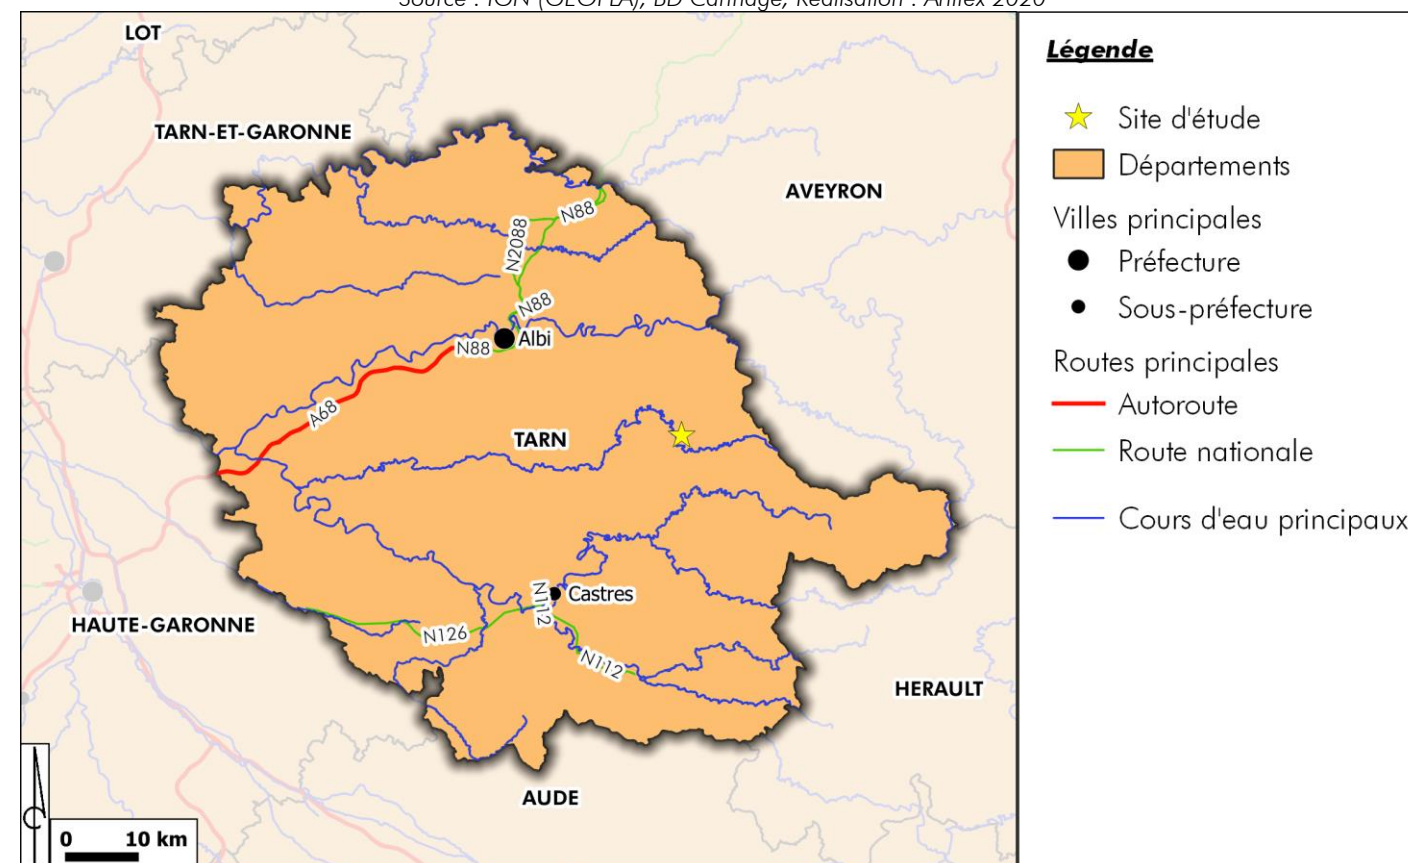 Source : IGN (GEOFLA), BD Carthage, Réalisation : Artifex 2020
LOT
TARN-ET-GARONNE
AVEYRON
N88
N2088
N88
Albi
N88
A68
TARN
Castres
N112
N126
N112
HAUTE-GARONNE
HERAULT
AUDE
0 10 km
Légende
Site d'étude
Départements
Villes principales
Préfecture
Sous-préfecture
Routes principales
Autoroute
Route nationale
Cours d'eau principaux